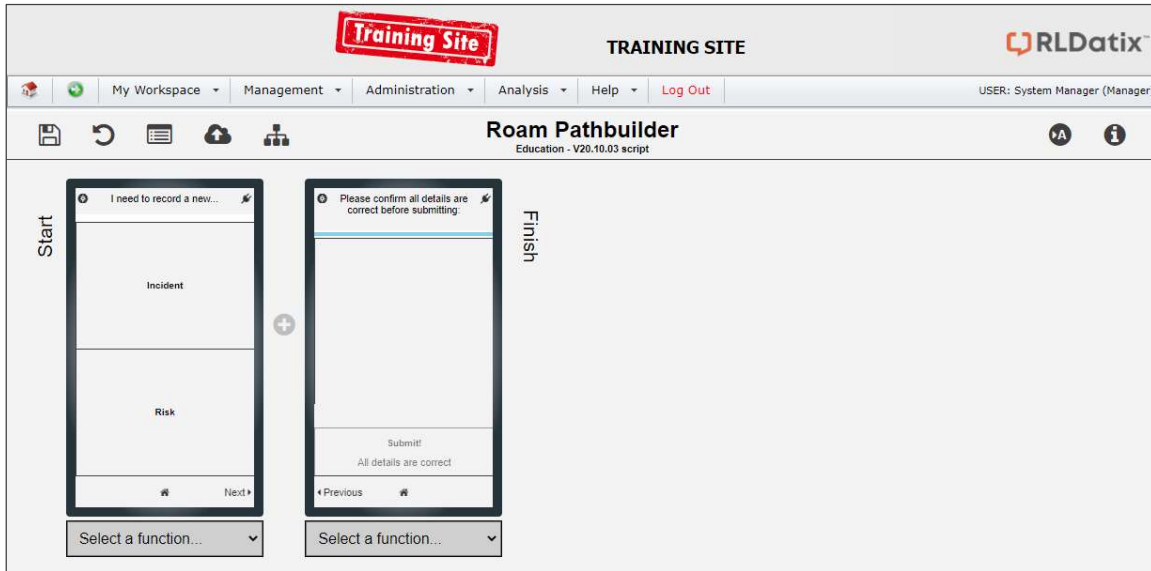 Training Site
TRAINING SITE
RLDatix
My Workspace Management Administration Analysis Help Log Out
USER: System Manager (Manager
Roam Pathbuilder
Education - V20.10.03 script
Start
I need to record a new...
Incident
Risk
Next
Select a function...
Please confirm all details are
correct before submitting:
Submit!
All details are correct
Previous
Select a function...
Finish